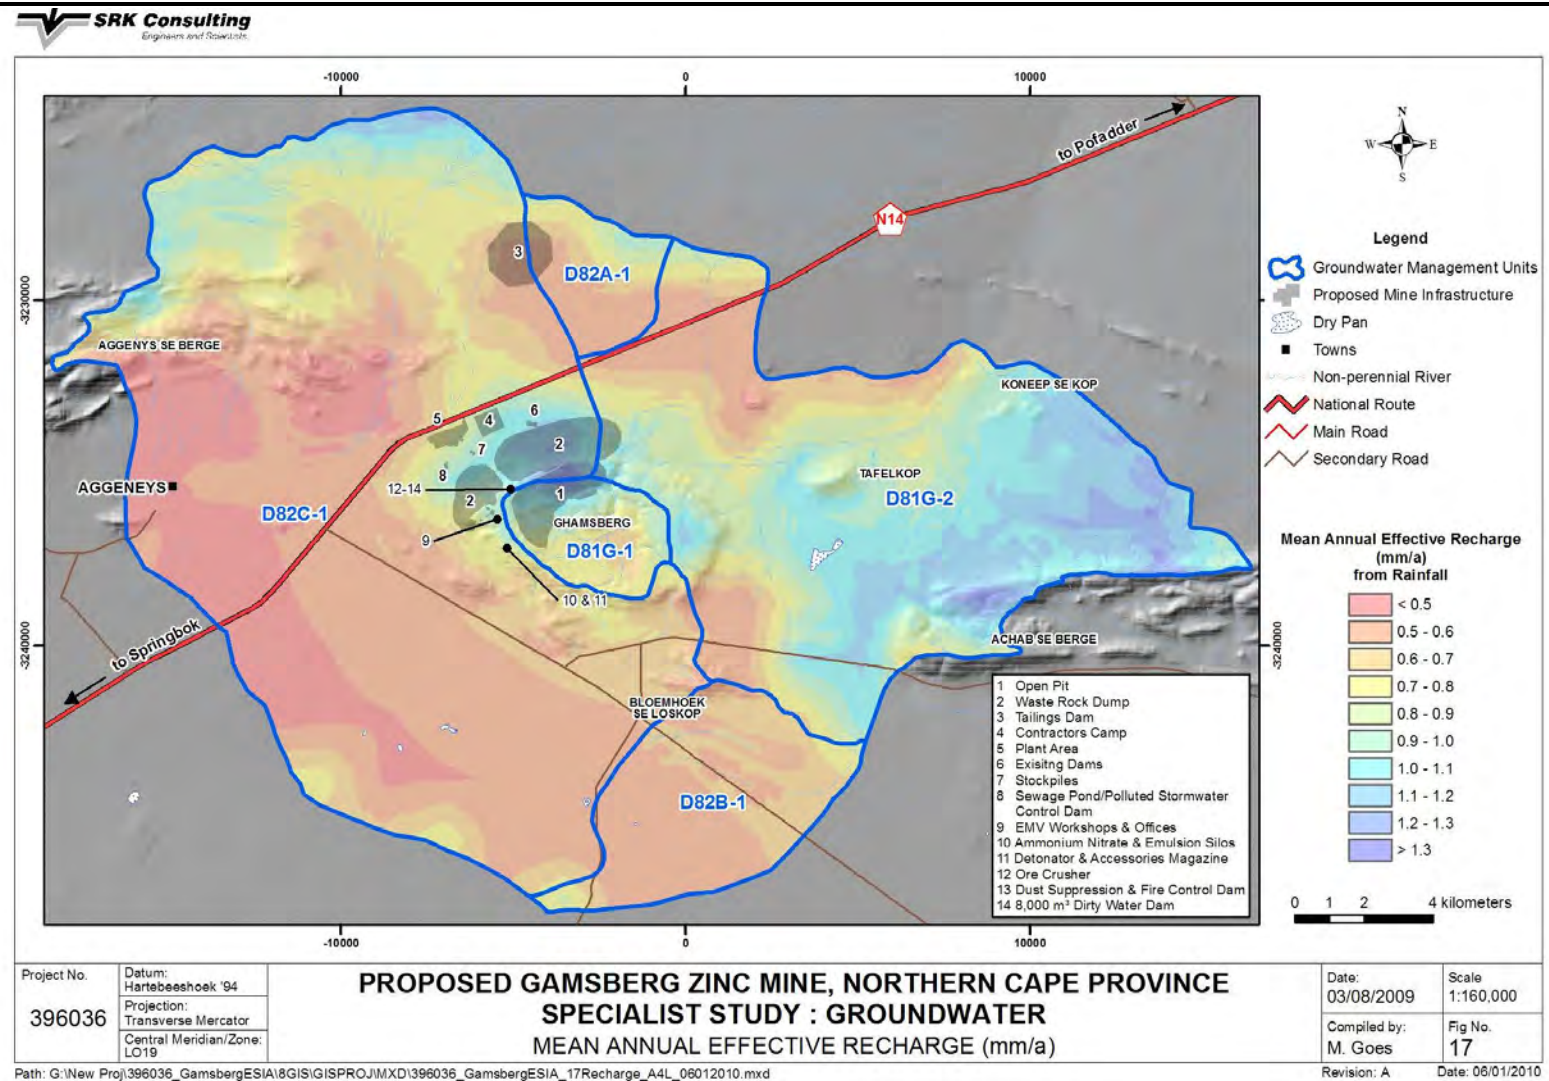 SRK Consulting
Engineers and Scientists
-10000
0
10000
to Pofadder
N14
N
W
E
S
Legend
Groundwater Management Units
Proposed Mine Infrastructure
Dry Pan
Towns
Non-perennial River
National Route
Main Road
Secondary Road
3
D82A-1
-3230000
-3230000
AGGENYS SE BERGE
KONEEP SE KOP
5
4
6
7
2
8
12-14
1
2
9
GHAMSBERG
D81G-1
10 & 11
TAFELKOP
D81G-2
AGGENEYS
D82C-1
to Springbok
-3240000
-3240000
ACHAB SE BERGE
BLOEMHOEK
SE LOSKOP
D82B-1
Mean Annual Effective Recharge
(mm/a)
from Rainfall
< 0.5
0.5 - 0.6
0.6 - 0.7
0.7 - 0.8
0.8 - 0.9
0.9 - 1.0
1.0 - 1.1
1.1 - 1.2
1.2 - 1.3
> 1.3
1 Open Pit
2 Waste Rock Dump
3 Tailings Dam
4 Contractors Camp
5 Plant Area
6 Exisitng Dams
7 Stockpiles
8 Sewage Pond/Polluted Stormwater
Control Dam
9 EMV Workshops & Offices
10 Ammonium Nitrate & Emulsion Silos
11 Detonator & Accessories Magazine
12 Ore Crusher
13 Dust Suppression & Fire Control Dam
14 8,000 m³ Dirty Water Dam
0 1 2 4 kilometers
-10000
0
10000
Project No.
396036
Datum:
Hartebeeshoek '94
Projection:
Transverse Mercator
Central Meridian/Zone:
LO19
PROPOSED GAMSBERG ZINC MINE, NORTHERN CAPE PROVINCE
SPECIALIST STUDY : GROUNDWATER
MEAN ANNUAL EFFECTIVE RECHARGE (mm/a)
Date:
03/08/2009
Scale
1:160,000
Compiled by:
M. Goes
Fig No.
17
Path: G:\New Proj\396036_GamsbergESIA\8GIS\GISPROJ\MXD\396036_GamsbergESIA_17Recharge_A4L_06012010.mxd
Revision: A Date: 06/01/2010